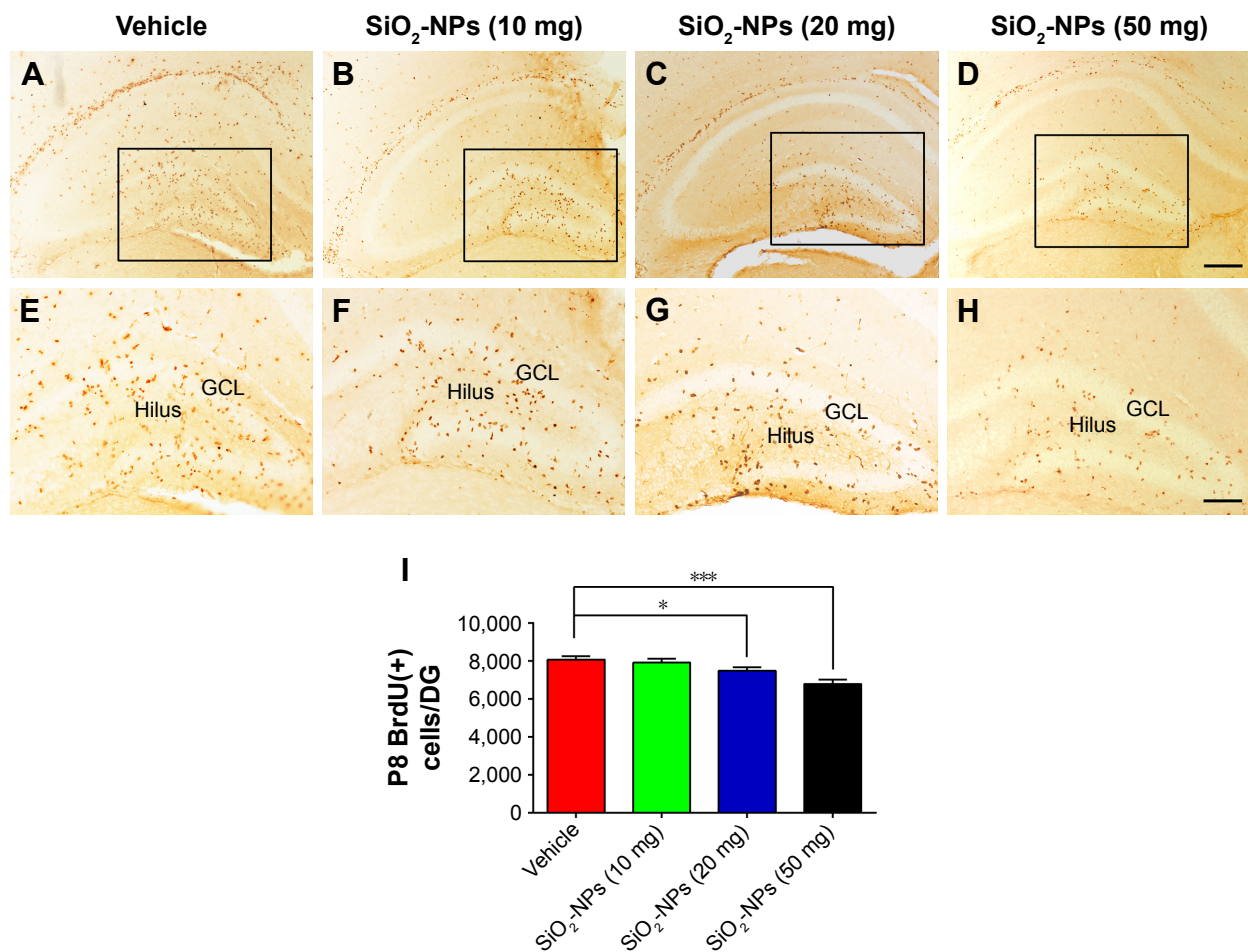 Vehicle
SiO₂-NPs (10 mg)
SiO₂-NPs (20 mg)
SiO₂-NPs (50 mg)
A
B
C
D
E
GCL
Hilus
F
GCL
Hilus
G
GCL
Hilus
H
GCL
Hilus
I
***
*
P8 BrdU(+)
cells/DG
10,000
8,000
6,000
4,000
2,000
0
Vehicle
SiO₂-NPs (10 mg)
SiO₂-NPs (20 mg)
SiO₂-NPs (50 mg)